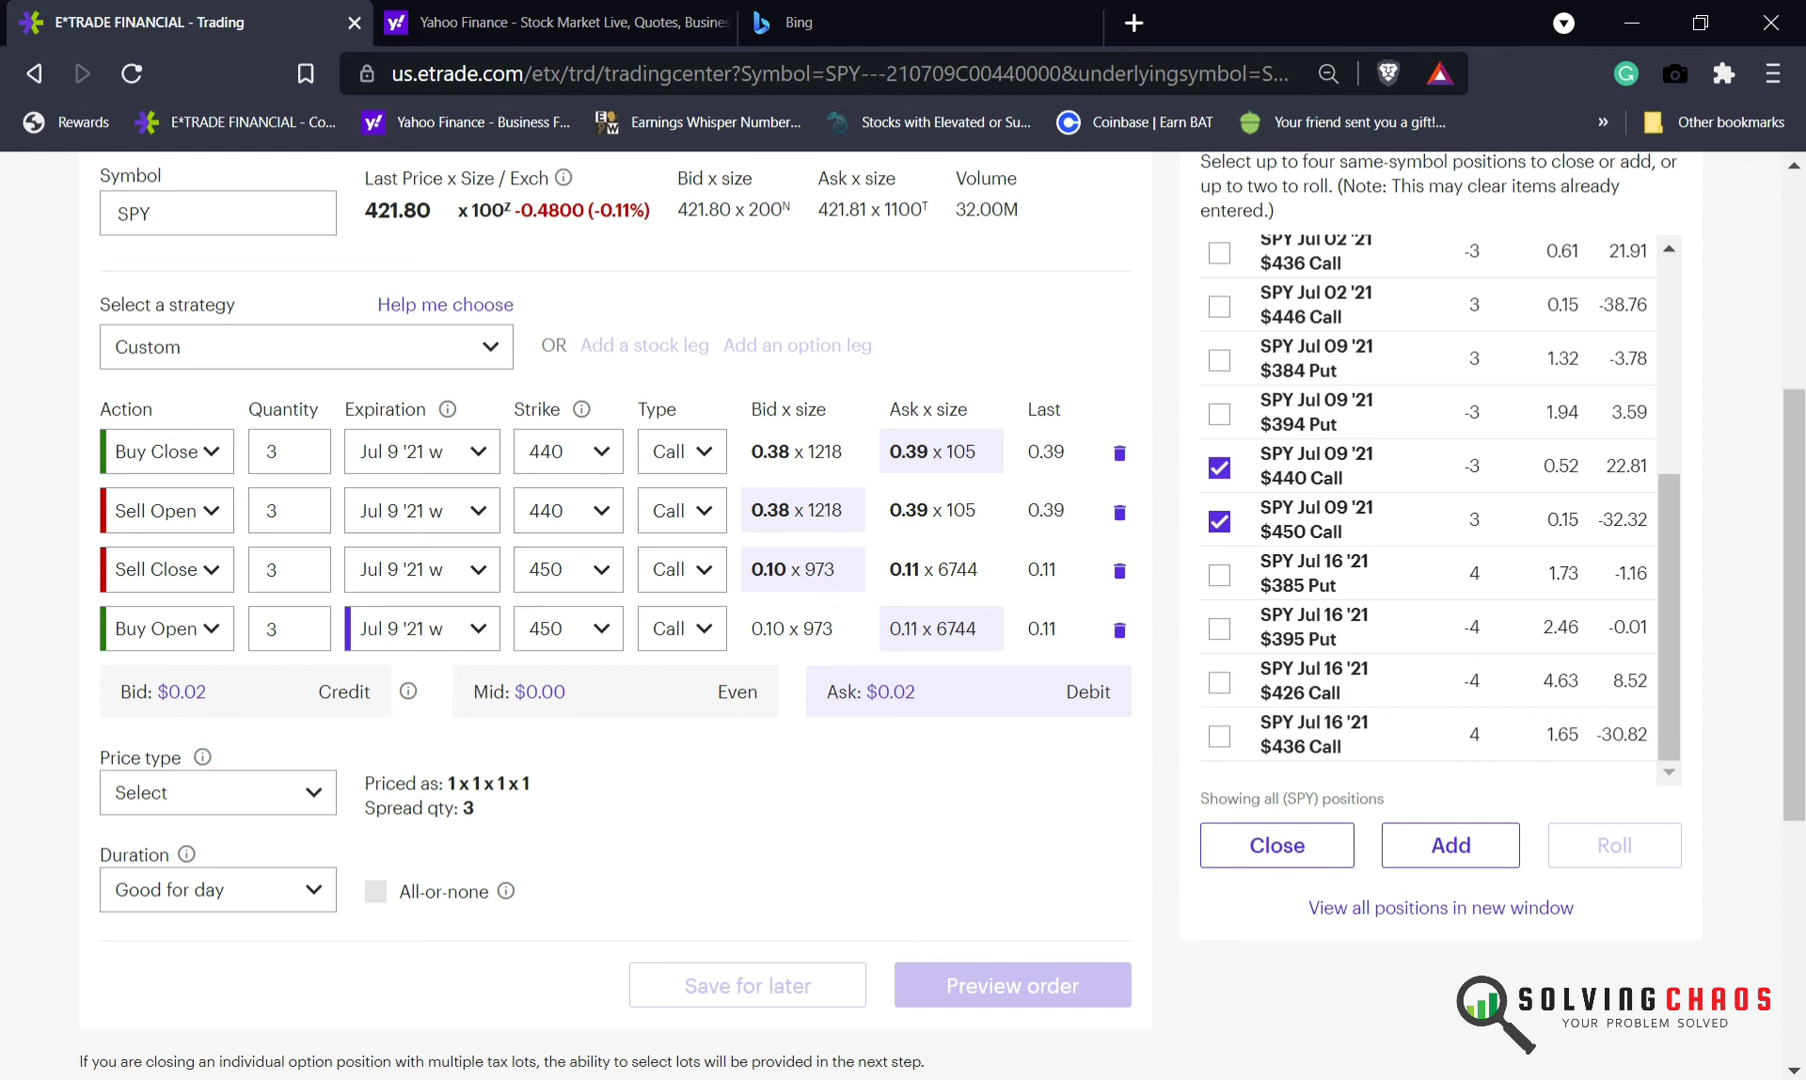 E*TRADE FINANCIAL - Trading
Yahoo Finance - Stock Market Live, Quotes, Busines
Bing
us.etrade.com/etx/trd/tradingcenter?Symbol=SPY---210709C00440000&underlyingsymbol=S...
Rewards
E*TRADE FINANCIAL - Co...
Yahoo Finance - Business F...
Earnings Whisper Number...
Stocks with Elevated or Su...
Coinbase | Earn BAT
Your friend sent you a gift!...
»
Other bookmarks
Symbol
SPY
Last Price x Size / Exch
Bid x size
Ask x size
Volume
421.80 x 100Z -0.4800 (-0.11%)
421.80 x 200N
421.81 x 1100T
32.00M
Select a strategy
Help me choose
Custom
OR Add a stock leg Add an option leg
Action Quantity Expiration Strike Type Bid x size Ask x size Last
Buy Close 3 Jul 9 '21 w 440 Call 0.38 x 1218 0.39 x 105 0.39
Sell Open 3 Jul 9 '21 w 440 Call 0.38 x 1218 0.39 x 105 0.39
Sell Close 3 Jul 9 '21 w 450 Call 0.10 x 973 0.11 x 6744 0.11
Buy Open 3 Jul 9 '21 w 450 Call 0.10 x 973 0.11 x 6744 0.11
Bid: $0.02 Credit
Mid: $0.00 Even
Ask: $0.02 Debit
Price type
Select
Priced as: 1 x 1 x 1 x 1
Spread qty: 3
Duration
Good for day
All-or-none
Save for later
Preview order
If you are closing an individual option position with multiple tax lots, the ability to select lots will be provided in the next step.
Select up to four same-symbol positions to close or add, or
up to two to roll. (Note: This may clear items already
entered.)
SPY Jul 02 '21
$436 Call -3 0.61 21.91
SPY Jul 02 '21
$446 Call 3 0.15 -38.76
SPY Jul 09 '21
$384 Put 3 1.32 -3.78
SPY Jul 09 '21
$394 Put -3 1.94 3.59
SPY Jul 09 '21
$440 Call -3 0.52 22.81
SPY Jul 09 '21
$450 Call 3 0.15 -32.32
SPY Jul 16 '21
$385 Put 4 1.73 -1.16
SPY Jul 16 '21
$395 Put -4 2.46 -0.01
SPY Jul 16 '21
$426 Call -4 4.63 8.52
SPY Jul 16 '21
$436 Call 4 1.65 -30.82
Showing all (SPY) positions
Close
Add
Roll
View all positions in new window
SOLVING CHAOS
YOUR PROBLEM SOLVED